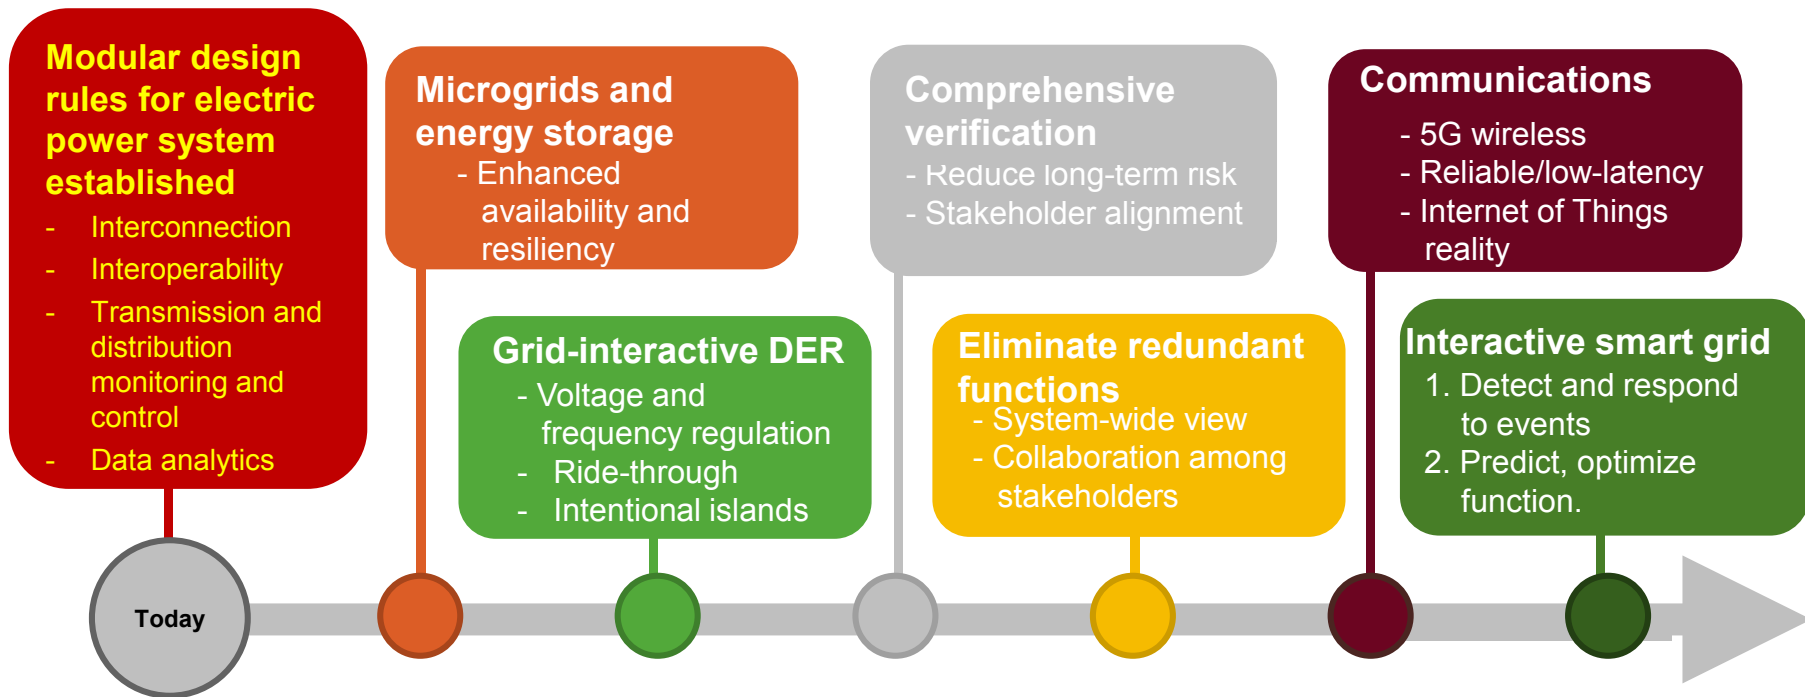 Modular design
rules for electric
power system
established
- Interconnection
- Interoperability
- Transmission and
distribution
monitoring and
control
- Data analytics
Microgrids and
energy storage
- Enhanced
availability and
resiliency
Grid-interactive DER
- Voltage and
frequency regulation
- Ride-through
- Intentional islands
Comprehensive
verification
- Reduce long-term risk
- Stakeholder alignment
Eliminate redundant
functions
- System-wide view
- Collaboration among
stakeholders
Communications
- 5G wireless
- Reliable/low-latency
- Internet of Things
reality
Interactive smart grid
1. Detect and respond
to events
2. Predict, optimize
function.
Today